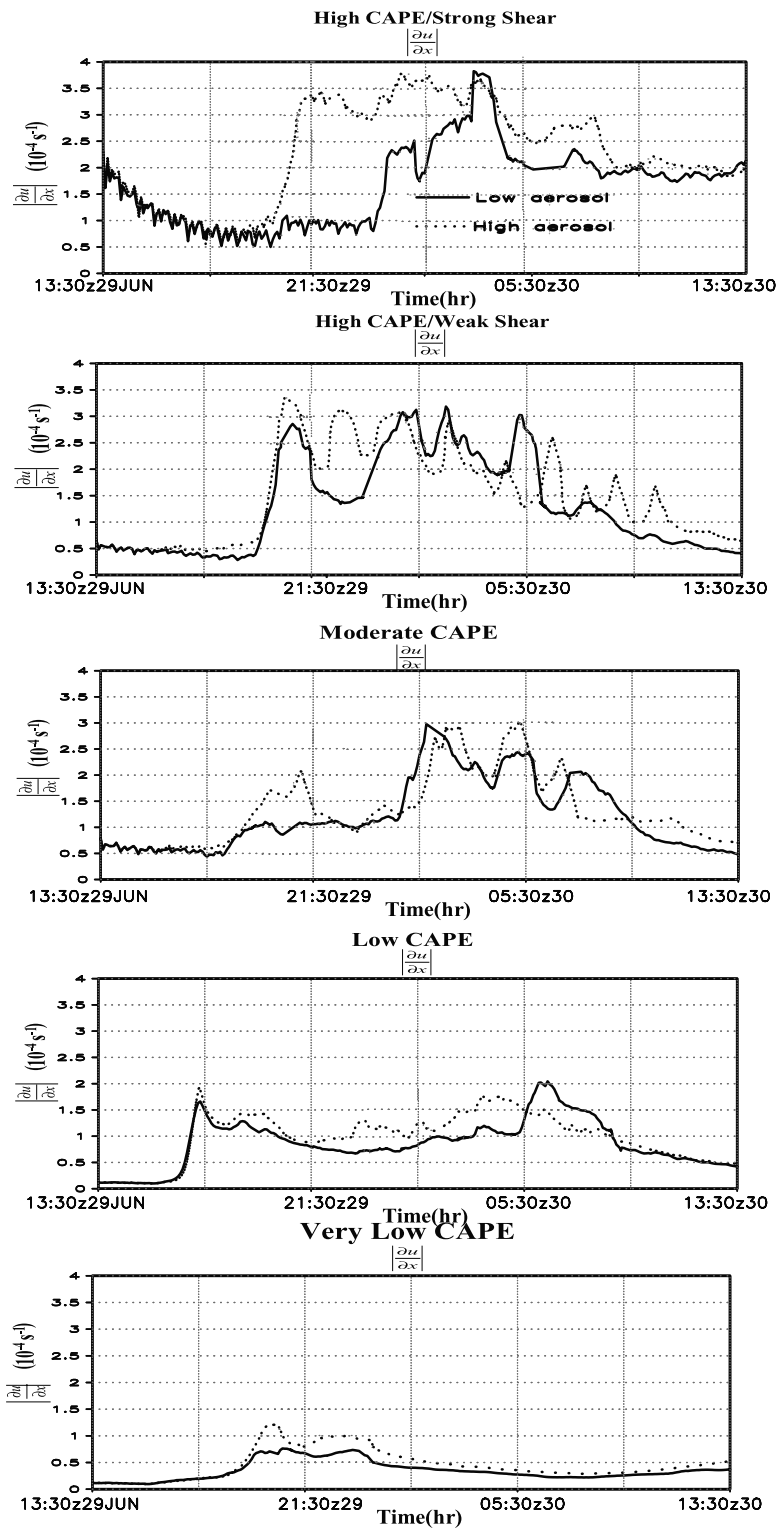 High CAPE/Strong Shear
|∂u/∂x|
|∂u/∂x| (10⁻⁴ s⁻¹)
4
3.5
3
2.5
2
1.5
1
0.5
0
Low aerosol
High aerosol
13:30z29JUN 21:30z29 05:30z30 13:30z30
Time(hr)
High CAPE/Weak Shear
|∂u/∂x|
|∂u/∂x| (10⁻⁴ s⁻¹)
4
3.5
3
2.5
2
1.5
1
0.5
0
13:30z29JUN 21:30z29 05:30z30 13:30z30
Time(hr)
Moderate CAPE
|∂u/∂x|
|∂u/∂x| (10⁻⁴ s⁻¹)
4
3.5
3
2.5
2
1.5
1
0.5
0
13:30z29JUN 21:30z29 05:30z30 13:30z30
Time(hr)
Low CAPE
|∂u/∂x|
|∂u/∂x| (10⁻⁴ s⁻¹)
4
3.5
3
2.5
2
1.5
1
0.5
0
13:30z29JUN 21:30z29 05:30z30 13:30z30
Time(hr)
Very Low CAPE
|∂u/∂x|
|∂u/∂x| (10⁻⁴ s⁻¹)
4
3.5
3
2.5
2
1.5
1
0.5
0
13:30z29JUN 21:30z29 05:30z30 13:30z30
Time(hr)